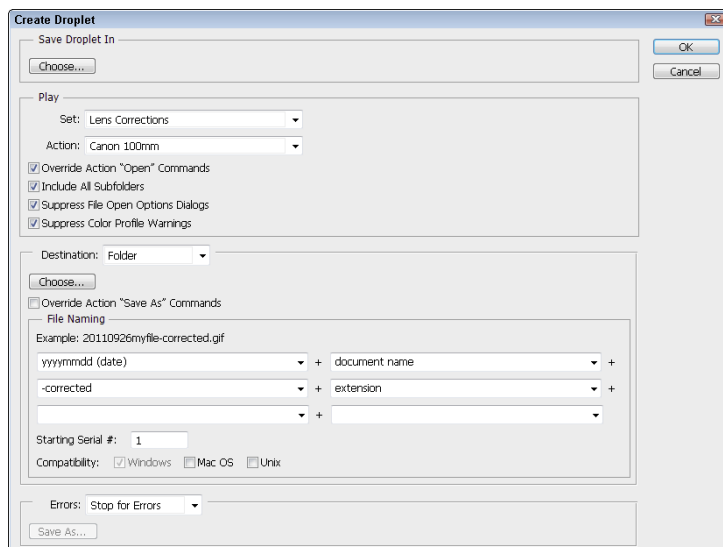 Create Droplet
Save Droplet In
OK
Choose...
Cancel
Play
Set: Lens Corrections
Action: Canon 100mm
Override Action "Open" Commands
Include All Subfolders
Suppress File Open Options Dialogs
Suppress Color Profile Warnings
Destination: Folder
Choose...
Override Action "Save As" Commands
File Naming
Example: 20110926myfile-corrected.gif
yyyymmdd (date) + document name +
-corrected + extension +
+
Starting Serial #: 1
Compatibility: Windows Mac OS Unix
Errors: Stop for Errors
Save As...